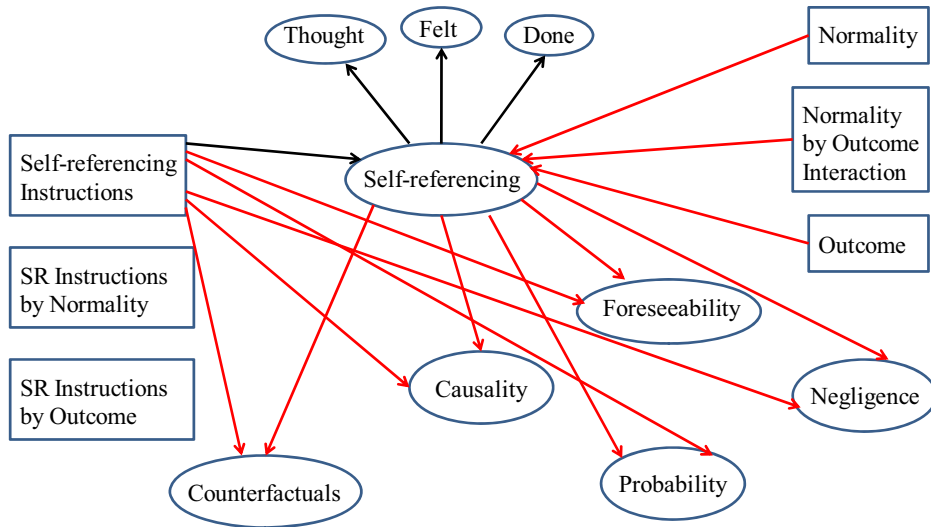 Thought
Felt
Done
Normality
Normality
by Outcome
Interaction
Self-referencing
Instructions
Self-referencing
Outcome
SR Instructions
by Normality
Foreseeability
SR Instructions
by Outcome
Causality
Negligence
Counterfactuals
Probability